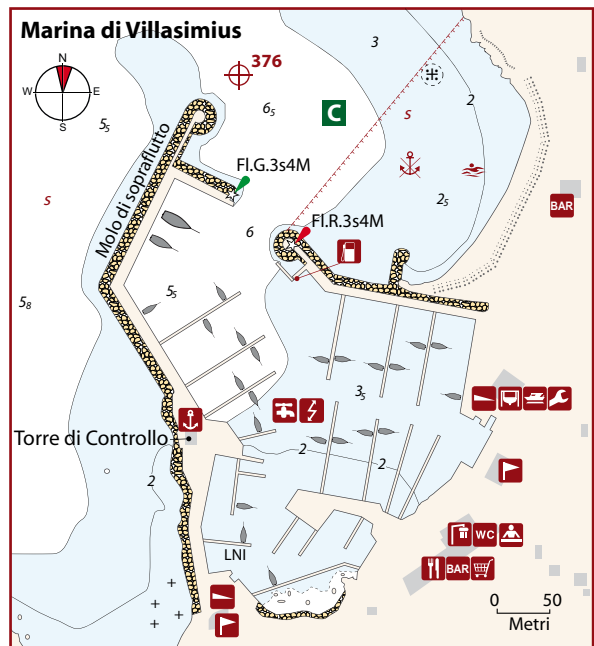 Marina di Villasimius
N
W E
S
376
3
2
6₅
C
s
5₅
Fl.G.3s4M
Molo di sopraflutto
2₅
BAR
Fl.R.3s4M
6
s
5₅
5₈
3₅
Torre di Controllo
2
2
2
WC
LNI
BAR
0 50
Metri